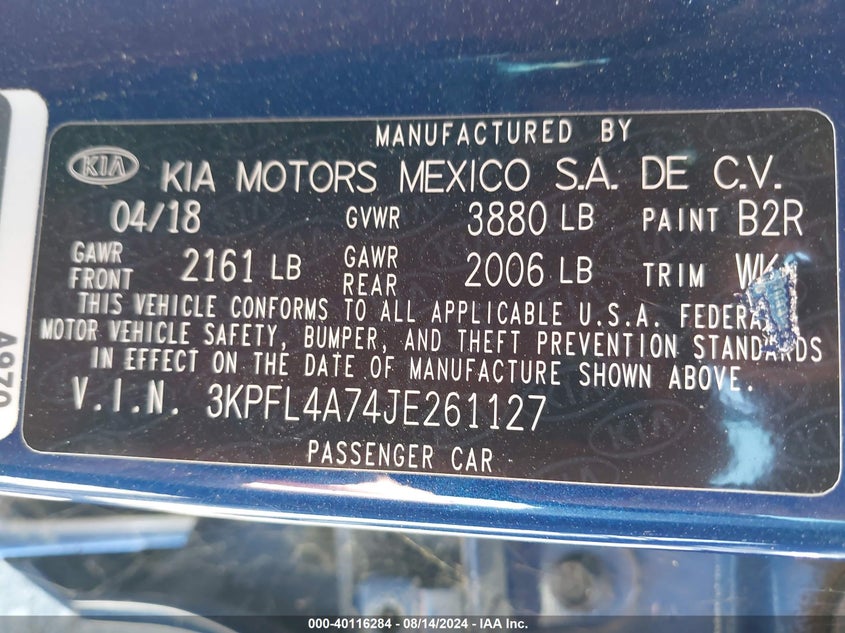 MANUFACTURED BY
KIA KIA MOTORS MEXICO S.A. DE C.V.
04/18 GVWR 3880 LB PAINT B2R
GAWR FRONT 2161 LB GAWR REAR 2006 LB TRIM
THIS VEHICLE CONFORMS TO ALL APPLICABLE U.S.A. FEDERAL
MOTOR VEHICLE SAFETY, BUMPER, AND THEFT PREVENTION STANDARDS
IN EFFECT ON THE DATE OF MANUFACTURE SHOWN ABOVE.
V.I.N. 3KPFL4A74JE261127
PASSENGER CAR
A970
000-40116284 - 08/14/2024 - IAA Inc.